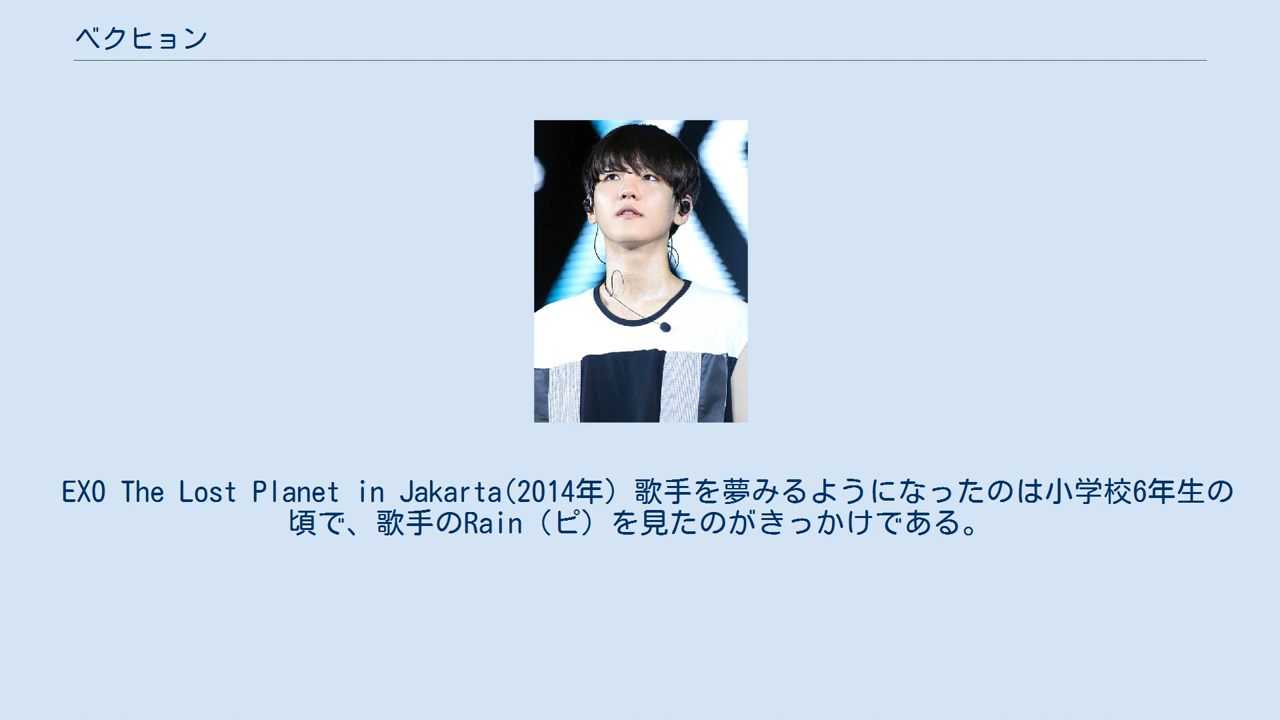 ベクヒョン
EXO The Lost Planet in Jakarta(2014年) 歌手を夢みるようになったのは小学校6年生の
頃で、歌手のRain（ピ）を見たのがきっかけである。